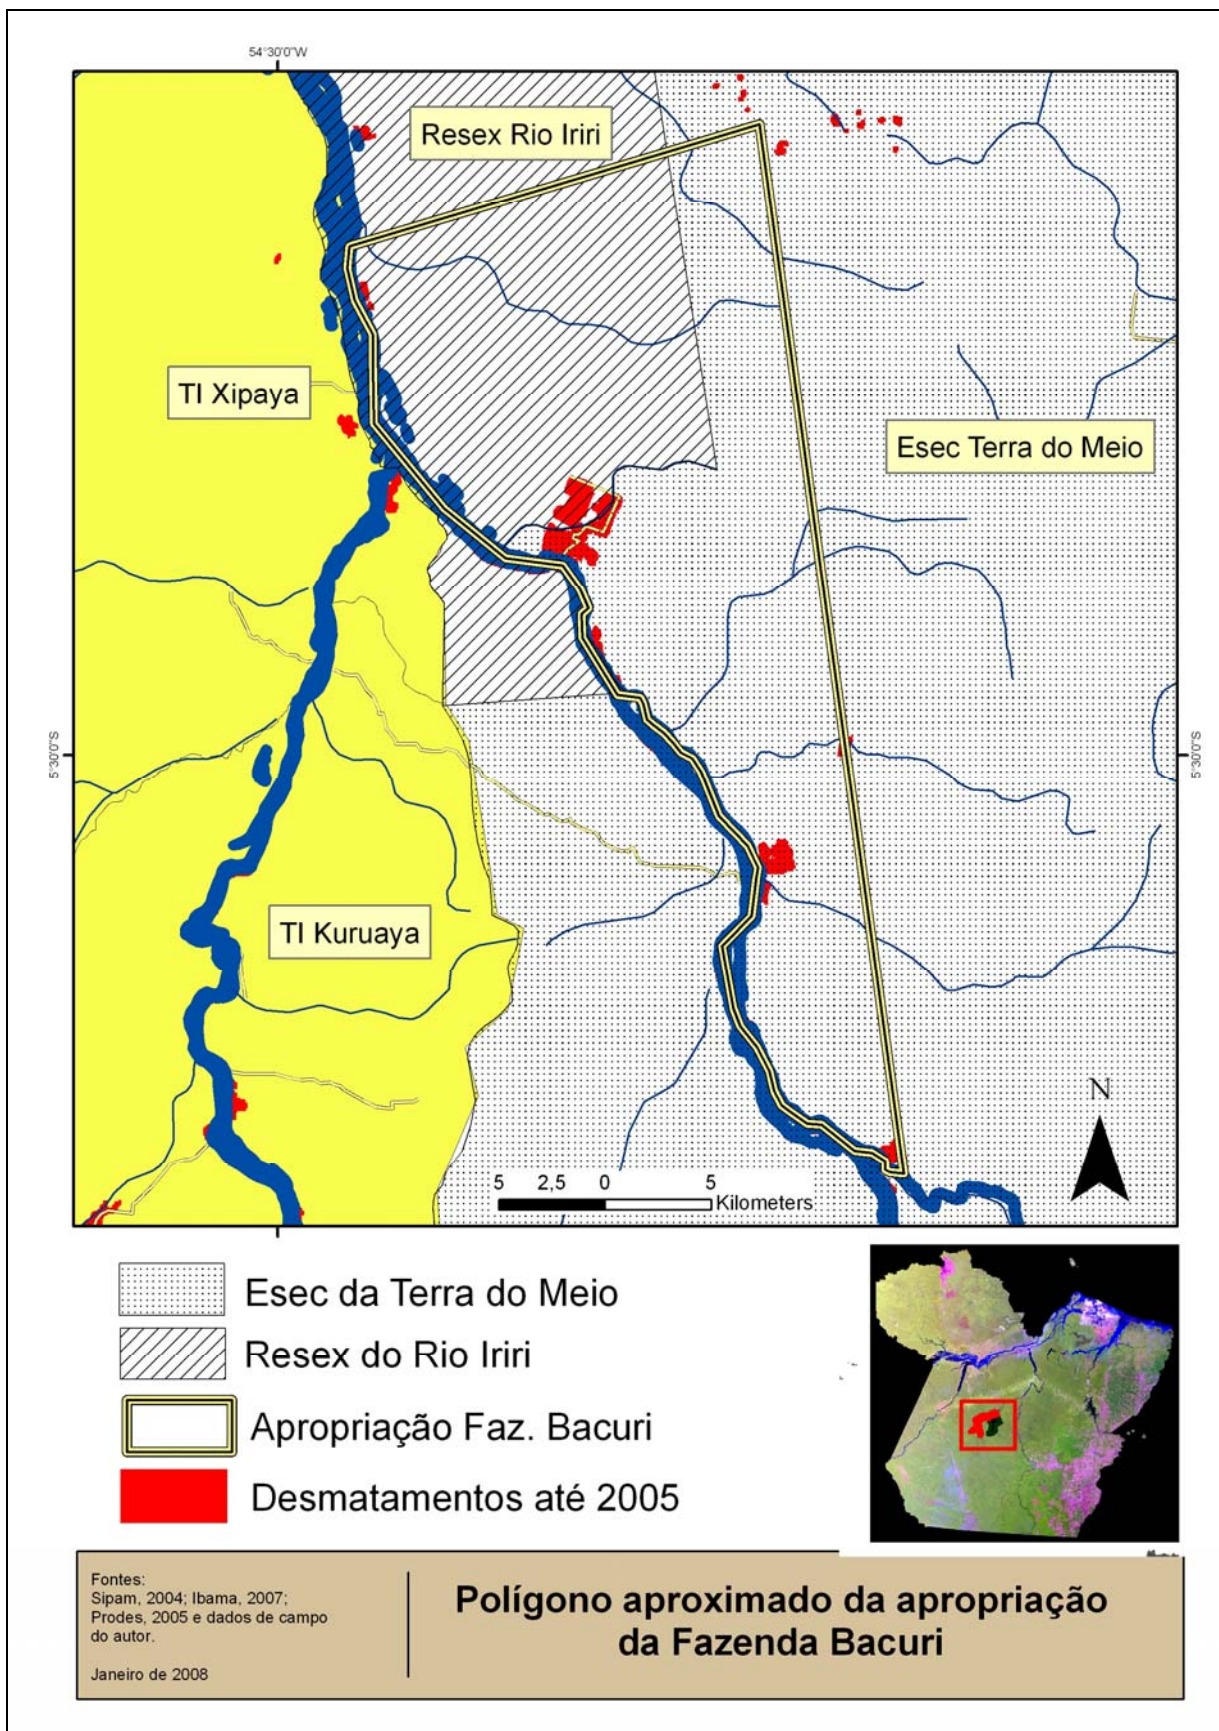 54°30'0"W
Resex Rio Iriri
TI Xipaya
Esec Terra do Meio
5°30'0"S
5°30'0"S
TI Kuruaya
N
5 2,5 0 5
Kilometers
Esec da Terra do Meio
Resex do Rio Iriri
Apropriação Faz. Bacuri
Desmatamentos até 2005
Fontes:
Sipam, 2004; Ibama, 2007;
Prodes, 2005 e dados de campo
do autor.
Janeiro de 2008
Polígono aproximado da apropriação
da Fazenda Bacuri